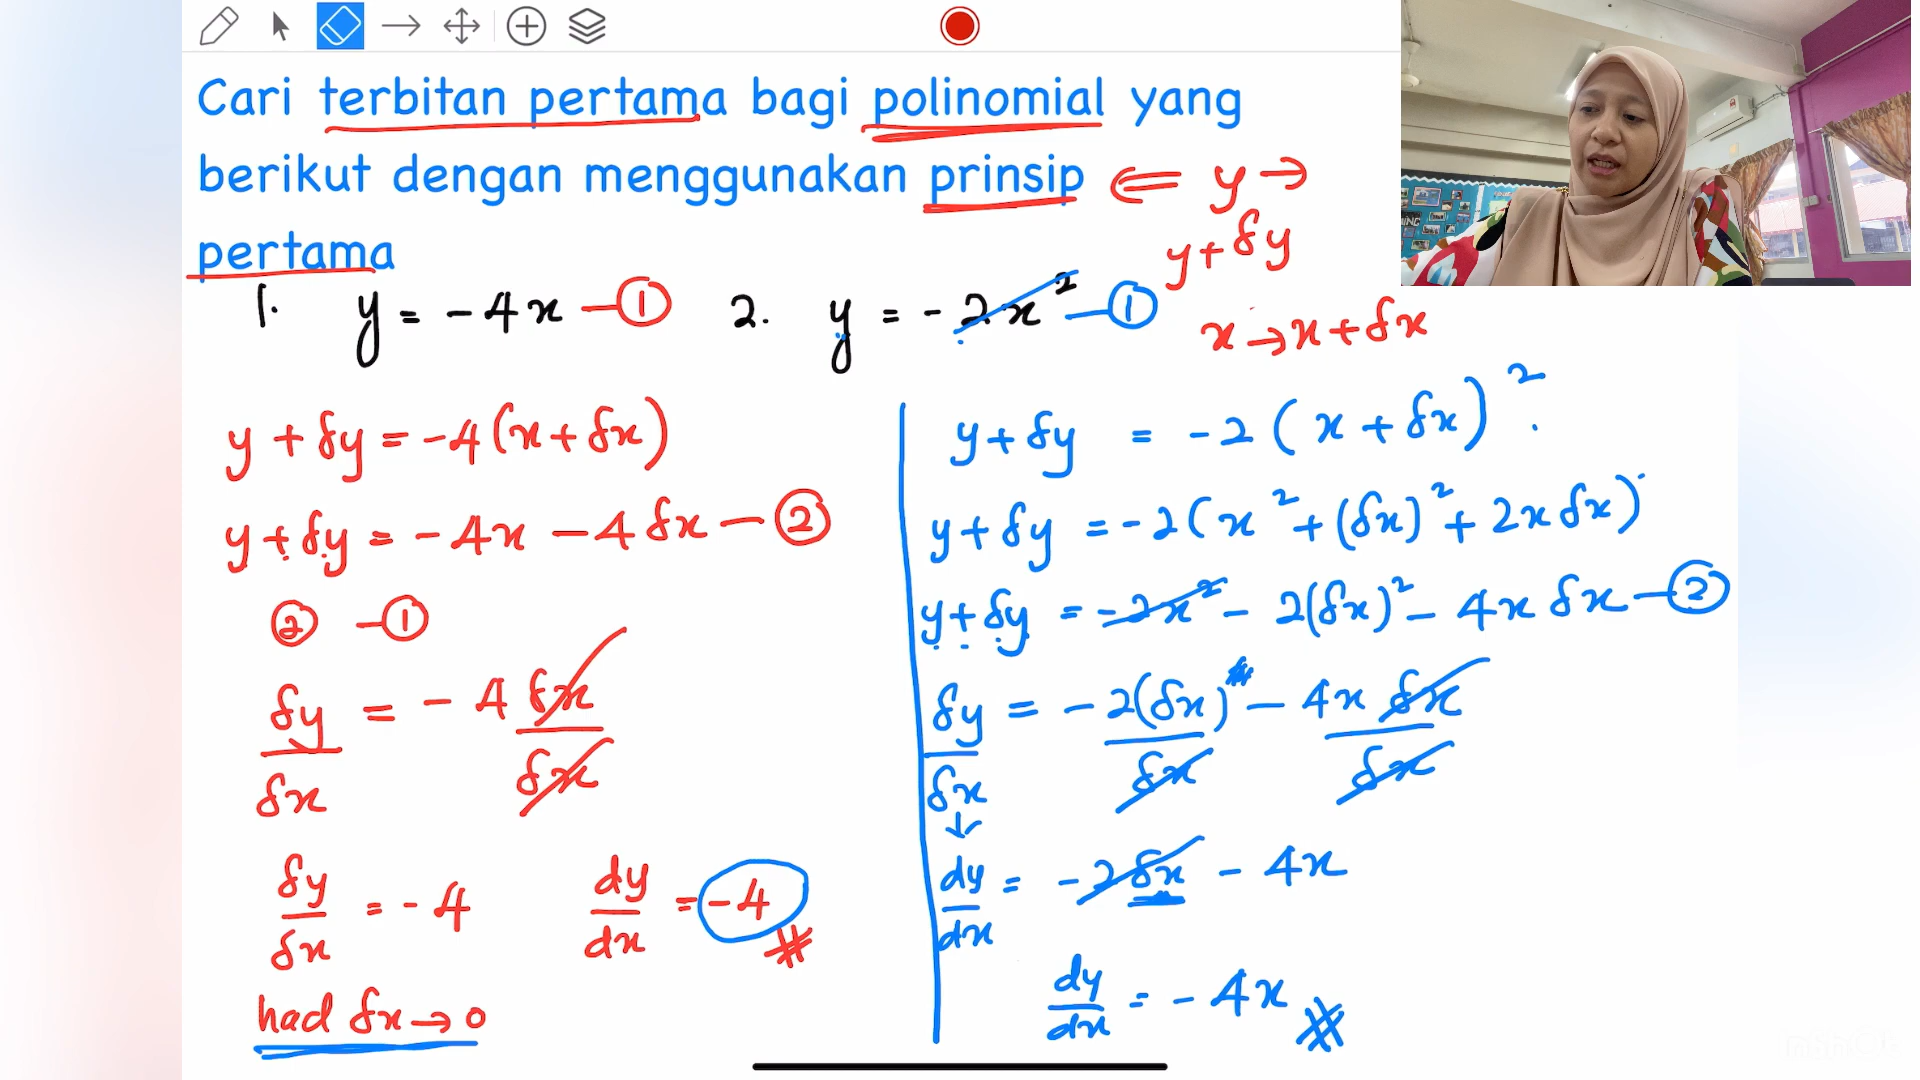 Cari terbitan pertama bagi polinomial yang
berikut dengan menggunakan prinsip ⇐ y →
pertama
y + δy
x → x + δx
1. y = -4x —①
2. y = -2x² —①
y + δy = -4(x + δx)
y + δy = -4x - 4δx —②
② - ①
δy/δx = -4 δx/δx
δy/δx = -4
dy/dx = -4 #
had δx → 0
y + δy = -2(x + δx)²
y + δy = -2(x² + (δx)² + 2xδx)
y + δy = -2x² - 2(δx)² - 4xδx —②
δy/δx = -2(δx)/δx - 4xδx/δx
↓
dy/dx = -2δx - 4x
dy/dx = -4x #